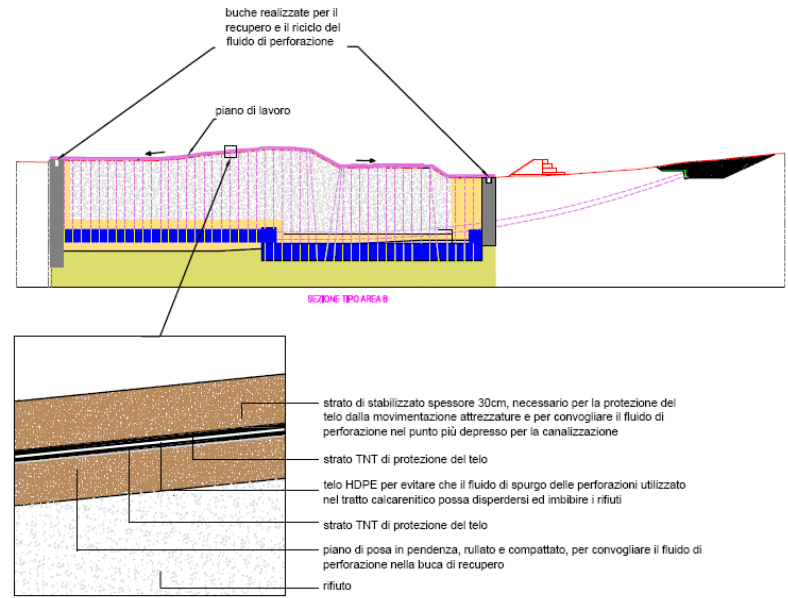 buche realizzate per il
recupero e il riciclo del
fluido di perforazione
piano di lavoro
SEZIONE TIPO AREA B
strato di stabilizzato spessore 30cm, necessario per la protezione del
telo dalla movimentazione attrezzature e per convogliare il fluido di
perforazione nel punto più depresso per la canalizzazione
strato TNT di protezione del telo
telo HDPE per evitare che il fluido di spurgo delle perforazioni utilizzato
nel tratto calcarenitico possa disperdersi ed imbibire i rifiuti
strato TNT di protezione del telo
piano di posa in pendenza, rullato e compattato, per convogliare il fluido di
perforazione nella buca di recupero
rifiuto